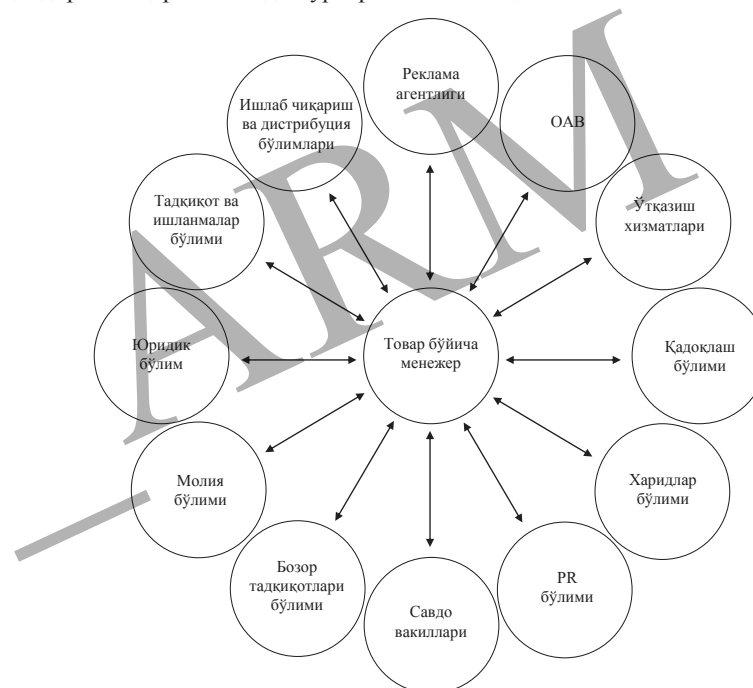 Реклама
агентлиги
ОАВ
Ўтқазиш
хизматлари
Қадоқлаш
бўлими
Харидлар
бўлими
PR
бўлими
Савдо
вакиллари
Бозор
тадқиқотлари
бўлими
Молия
бўлими
Юридик
бўлим
Тадқиқот ва
ишланмалар
бўлими
Ишлаб чиқариш
ва дистрибуция
бўлимлари
Товар бўйича
менежер
ARM